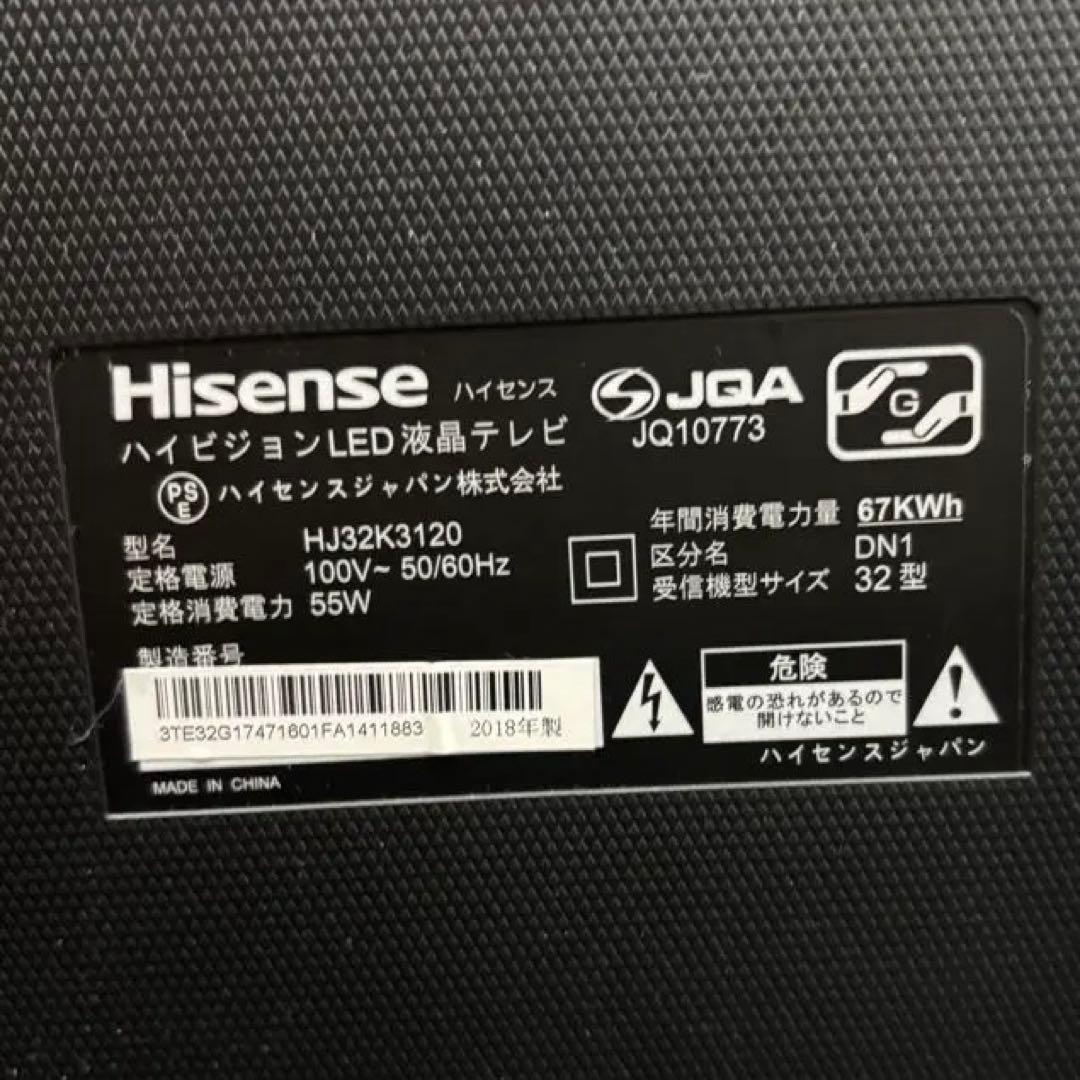 Hisense ハイセンス
ハイビジョンLED液晶テレビ
PSE ハイセンスジャパン株式会社
JQA
JQ10773
G
型名 HJ32K3120
定格電源 100V~ 50/60Hz
定格消費電力 55W
年間消費電力量 67KWh
区分名 DN1
受信機型サイズ 32型
製造番号
3TE32G17471601FA1411883 2018年製
危険
感電の恐れがあるので
開けないこと
ハイセンスジャパン
MADE IN CHINA